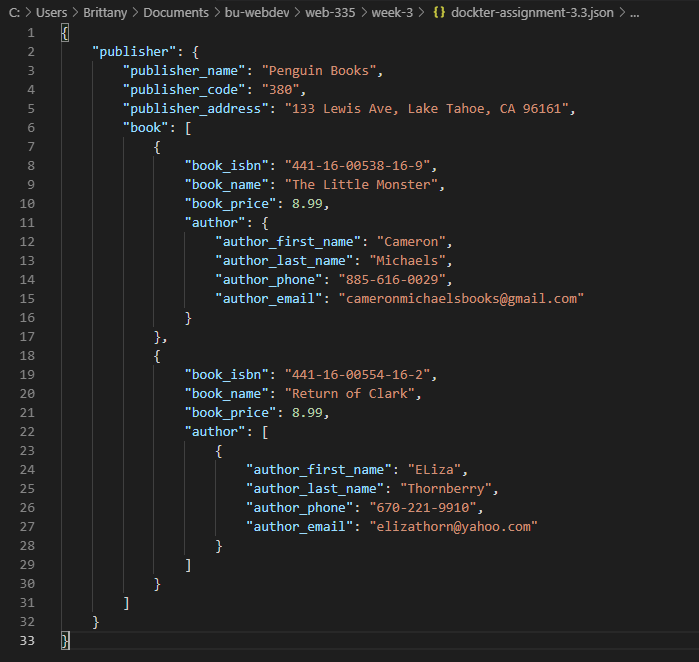 C: > Users > Brittany > Documents > bu-webdev > web-335 > week-3 > {} dockter-assignment-3.3.json > ...
1 {
2 "publisher": {
3 "publisher_name": "Penguin Books",
4 "publisher_code": "380",
5 "publisher_address": "133 Lewis Ave, Lake Tahoe, CA 96161",
6 "book": [
7 {
8 "book_isbn": "441-16-00538-16-9",
9 "book_name": "The Little Monster",
10 "book_price": 8.99,
11 "author": {
12 "author_first_name": "Cameron",
13 "author_last_name": "Michaels",
14 "author_phone": "885-616-0029",
15 "author_email": "cameronmichaelsbooks@gmail.com"
16 }
17 },
18 {
19 "book_isbn": "441-16-00554-16-2",
20 "book_name": "Return of Clark",
21 "book_price": 8.99,
22 "author": [
23 {
24 "author_first_name": "ELiza",
25 "author_last_name": "Thornberry",
26 "author_phone": "670-221-9910",
27 "author_email": "elizathorn@yahoo.com"
28 }
29 ]
30 }
31 ]
32 }
33 }